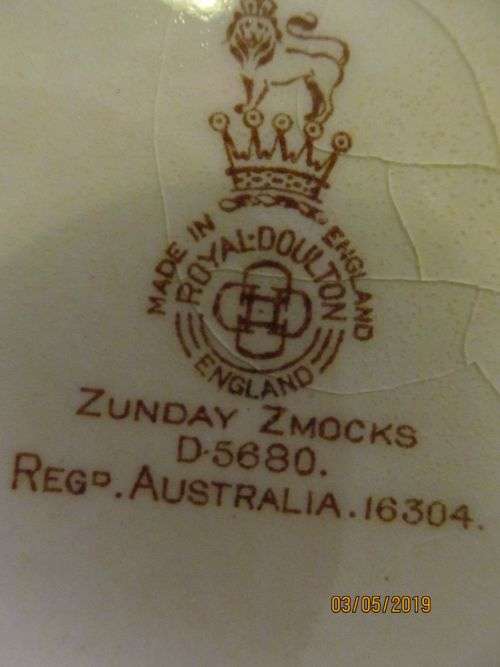 MADE IN ENGLAND
ROYAL·DOULTON
ENGLAND
ZUNDAY ZMOCKS
D·5680.
REGD. AUSTRALIA. 16304.
03/05/2019